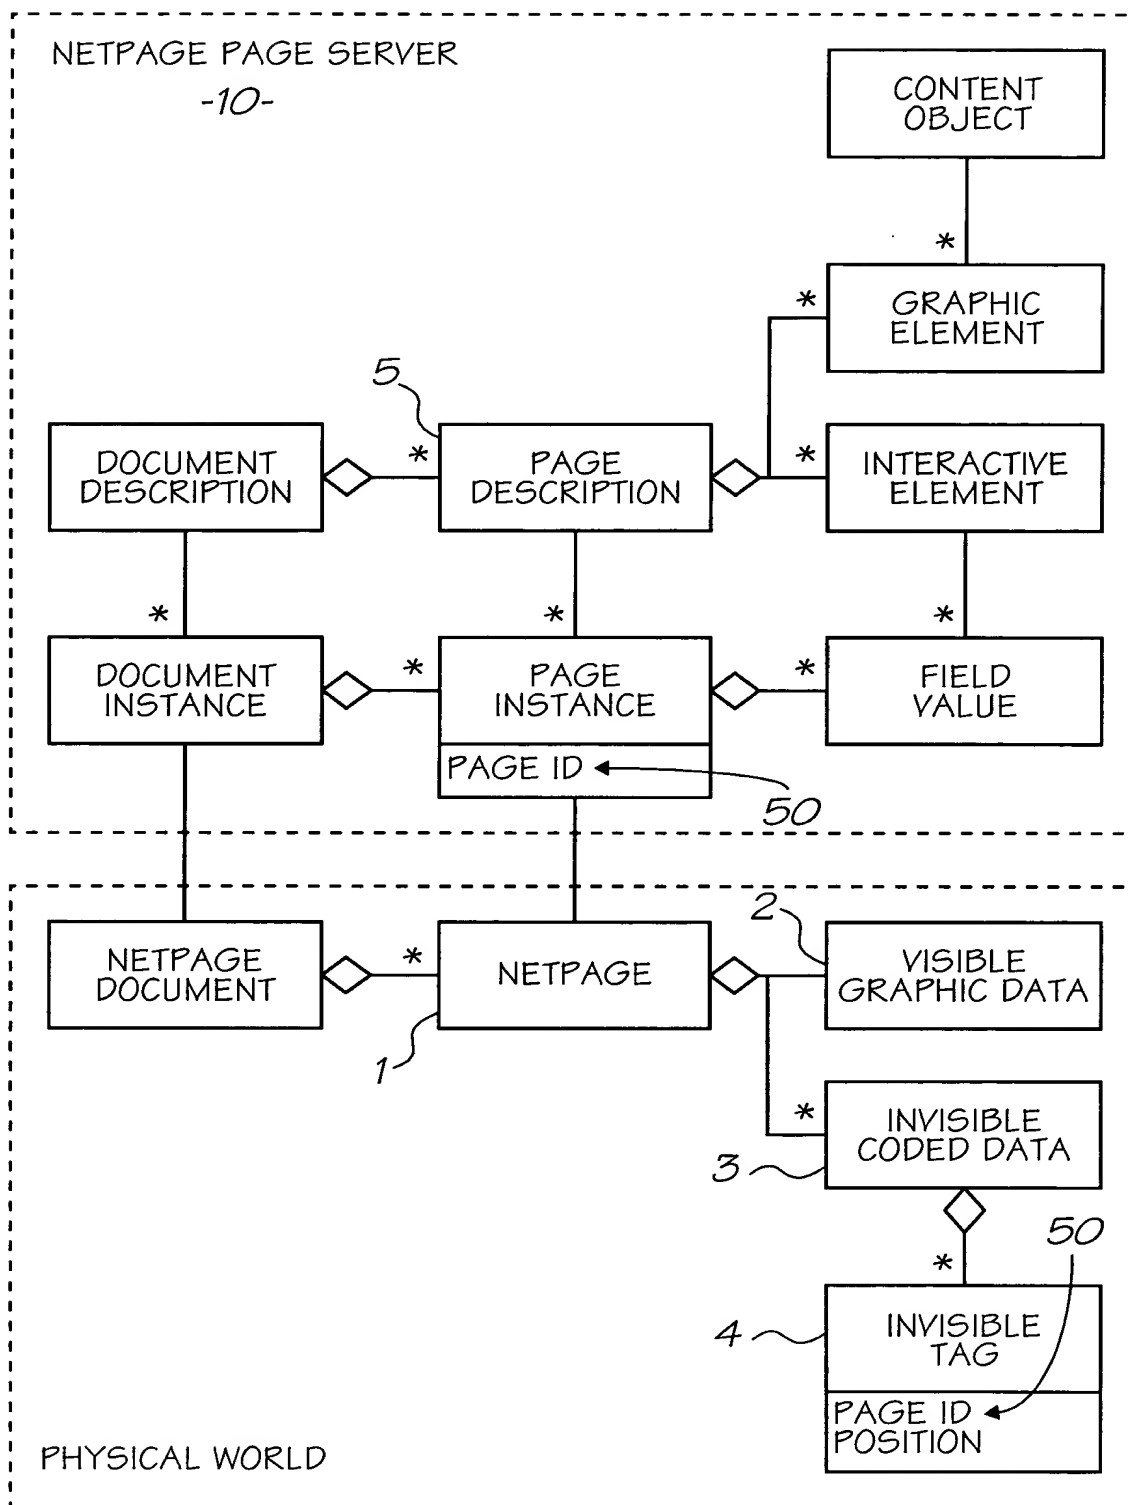 NETPAGE PAGE SERVER
-10-
CONTENT
OBJECT
*
*
GRAPHIC
ELEMENT
5
DOCUMENT
DESCRIPTION
*
PAGE
DESCRIPTION
*
INTERACTIVE
ELEMENT
*
*
*
DOCUMENT
INSTANCE
*
PAGE
INSTANCE
*
FIELD
VALUE
PAGE ID
50
NETPAGE
DOCUMENT
*
NETPAGE
2
VISIBLE
GRAPHIC DATA
1
*
INVISIBLE
CODED DATA
3
50
*
4
INVISIBLE
TAG
PAGE ID
POSITION
PHYSICAL WORLD